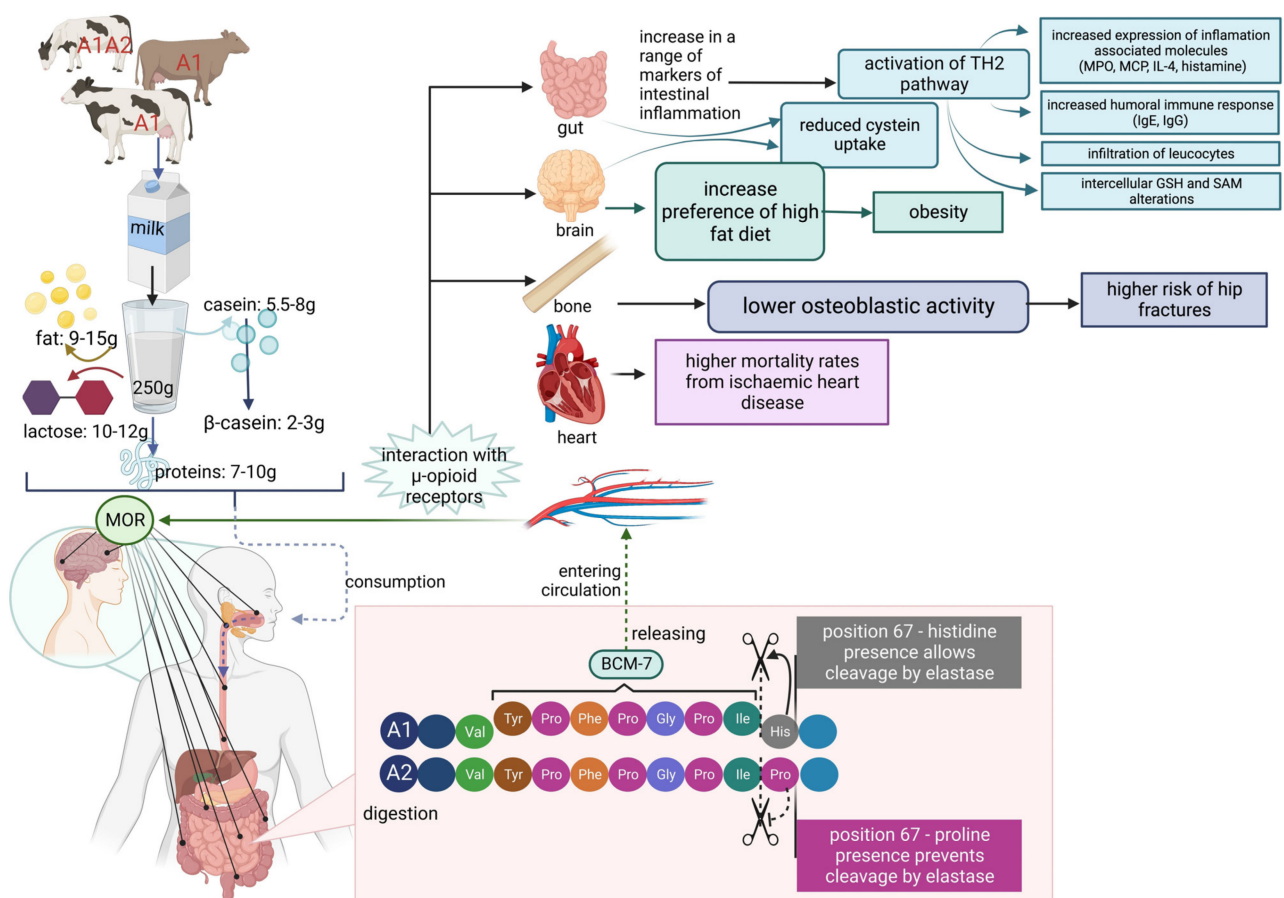 A1A2
A1
A1
milk
fat: 9-15g
casein: 5.5-8g
250g
lactose: 10-12g
β-casein: 2-3g
proteins: 7-10g
MOR
consumption
interaction with
μ-opioid
receptors
gut
brain
bone
heart
increase in a
range of
markers of
intestinal
inflammation
activation of TH2
pathway
increased expression of inflamation
associated molecules
(MPO, MCP, IL-4, histamine)
increased humoral immune response
(IgE, IgG)
infiltration of leucocytes
intercellular GSH and SAM
alterations
reduced cystein
uptake
increase
preference of high
fat diet
obesity
lower osteoblastic activity
higher risk of hip
fractures
higher mortality rates
from ischaemic heart
disease
entering
circulation
releasing
BCM-7
position 67 - histidine
presence allows
cleavage by elastase
A1 Val Tyr Pro Phe Pro Gly Pro Ile His
A2 Val Tyr Pro Phe Pro Gly Pro Ile Pro
digestion
position 67 - proline
presence prevents
cleavage by elastase